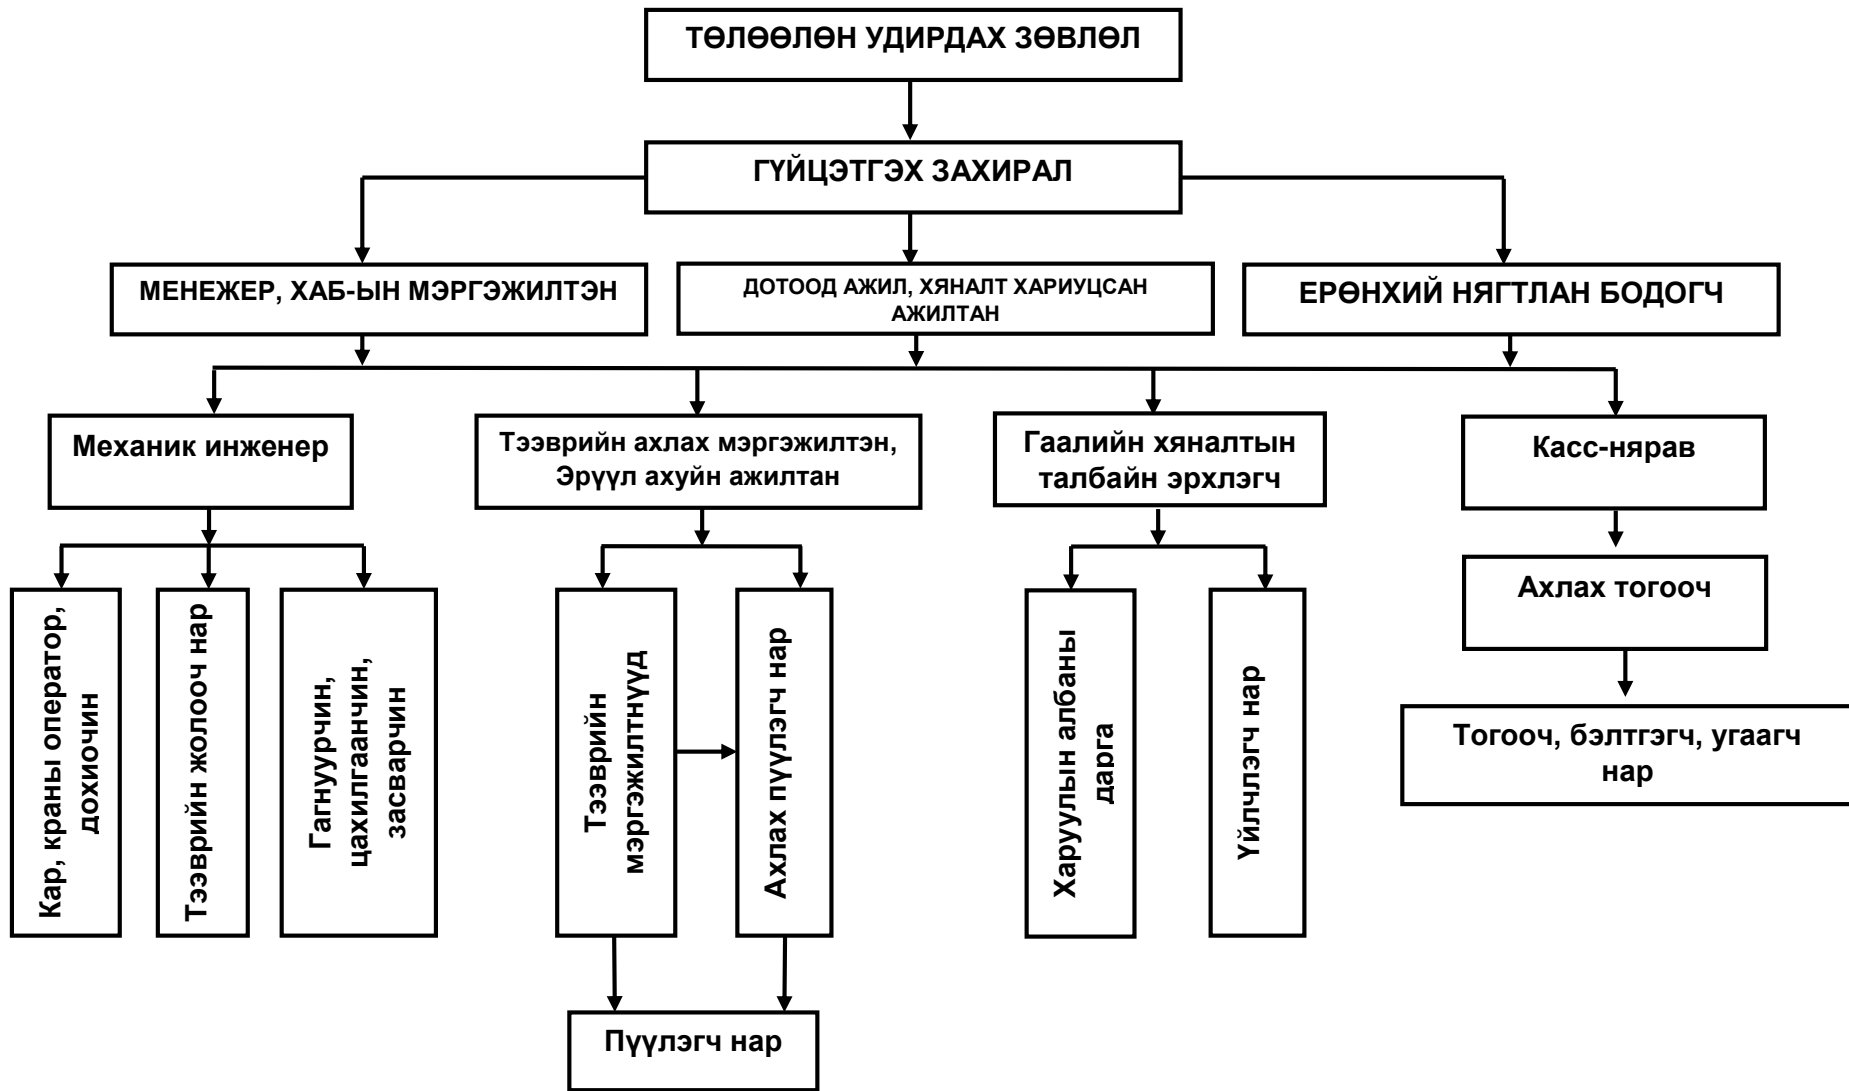 ТӨЛӨӨЛӨН УДИРДАХ ЗӨВЛӨЛ
ГҮЙЦЭТГЭХ ЗАХИРАЛ
МЕНЕЖЕР, ХАБ-ЫН МЭРГЭЖИЛТЭН
ДОТООД АЖИЛ, ХЯНАЛТ ХАРИУЦСАН
АЖИЛТАН
ЕРӨНХИЙ НЯГТЛАН БОДОГЧ
Механик инженер
Тээврийн ахлах мэргэжилтэн,
Эрүүл ахуйн ажилтан
Гаалийн хяналтын
талбайн эрхлэгч
Касс-нярав
Кар, краны оператор,
дохиочин
Тээврийн жолооч нар
Гагнуурчин,
цахилгаанчин,
засварчин
Тээврийн
мэргэжилтнүүд
Ахлах пүүлэгч нар
Харуулын албаны
дарга
Үйлчлэгч нар
Ахлах тогооч
Тогооч, бэлтгэгч, угаагч
нар
Пүүлэгч нар